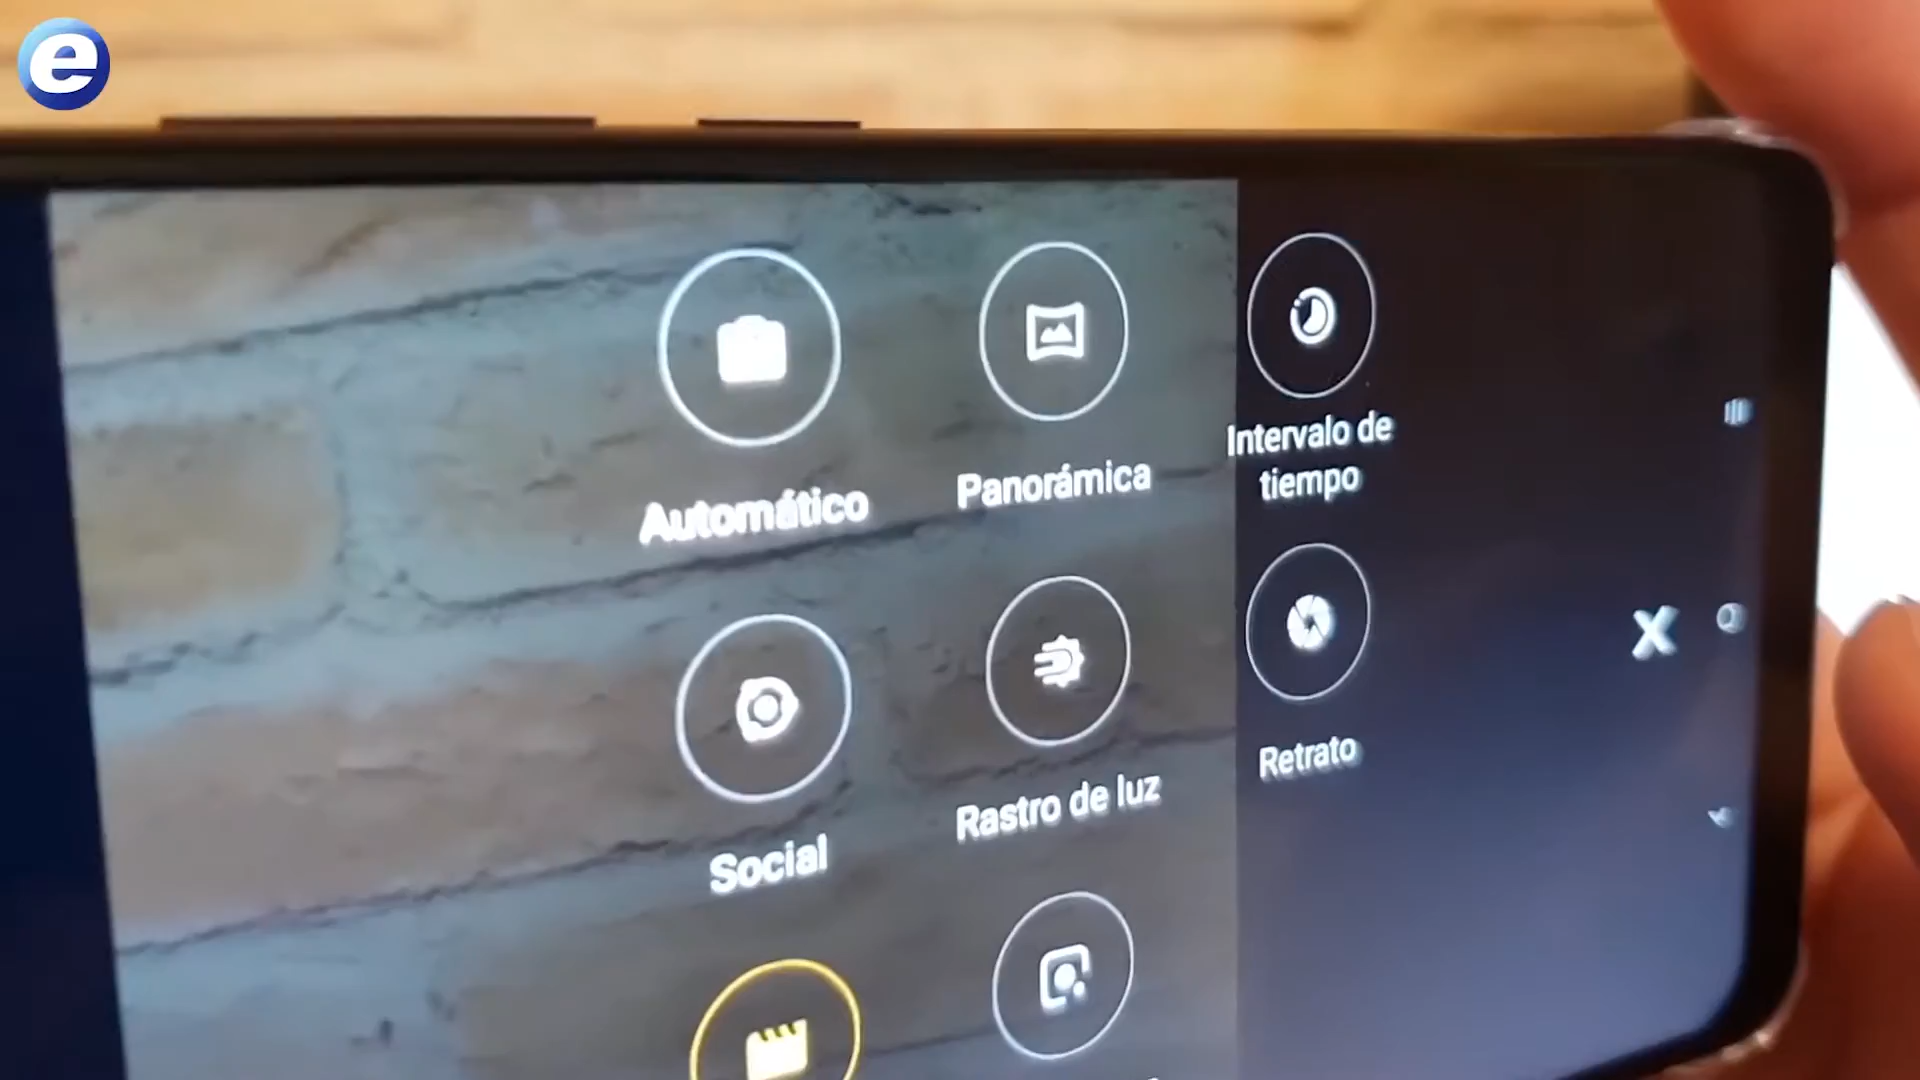 e
Automático
Panorámica
Intervalo de
tiempo
Social
Rastro de luz
Retrato